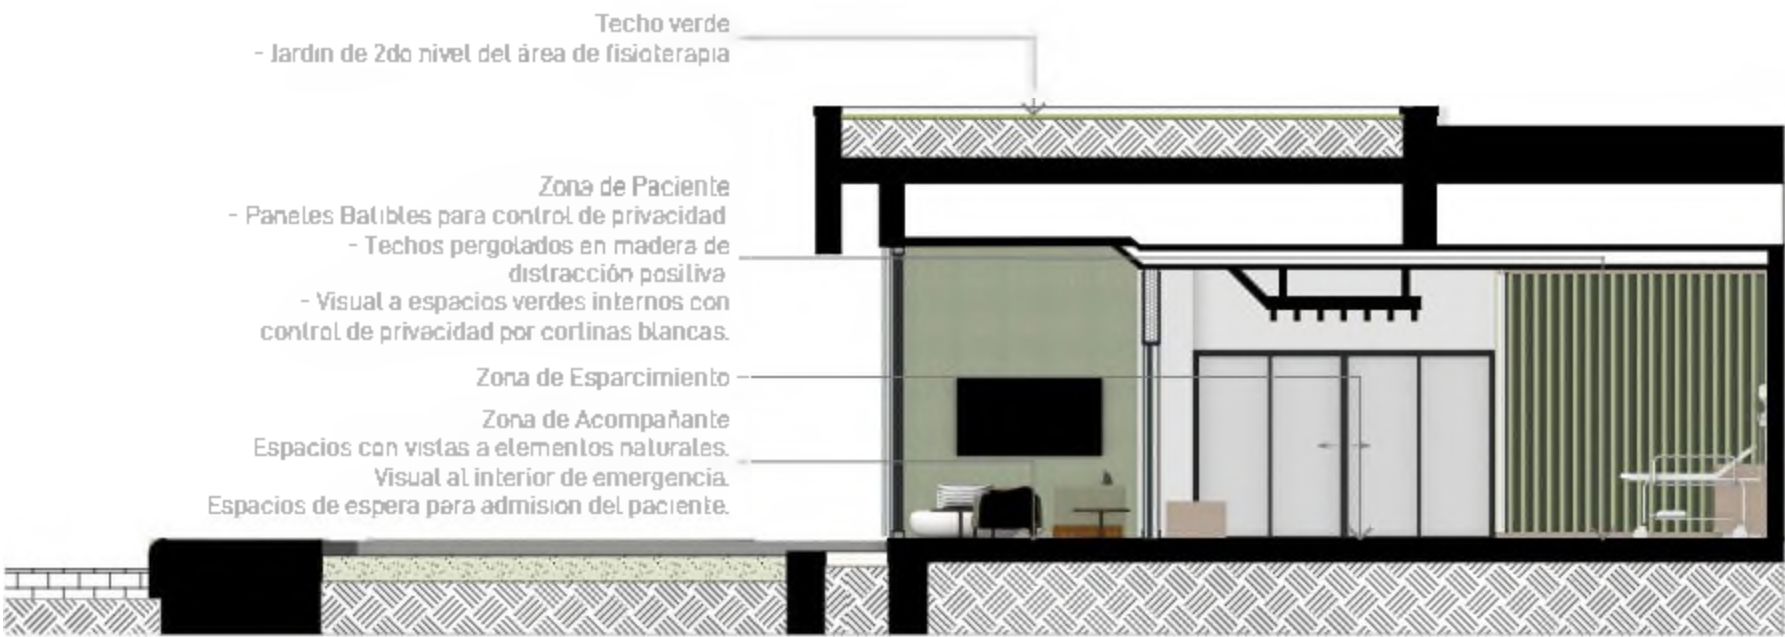 Techo verde
- Jardin de 2do nivel del área de fisioterapia
Zona de Paciente
- Paneles Batibles para control de privacidad
- Techos pergolados en madera de
distracción positiva
- Visual a espacios verdes internos con
control de privacidad por cortinas blancas.
Zona de Esparcimiento
Zona de Acompañante
Espacios con vistas a elementos naturales.
Visual al interior de emergencia.
Espacios de espera para admision del paciente.